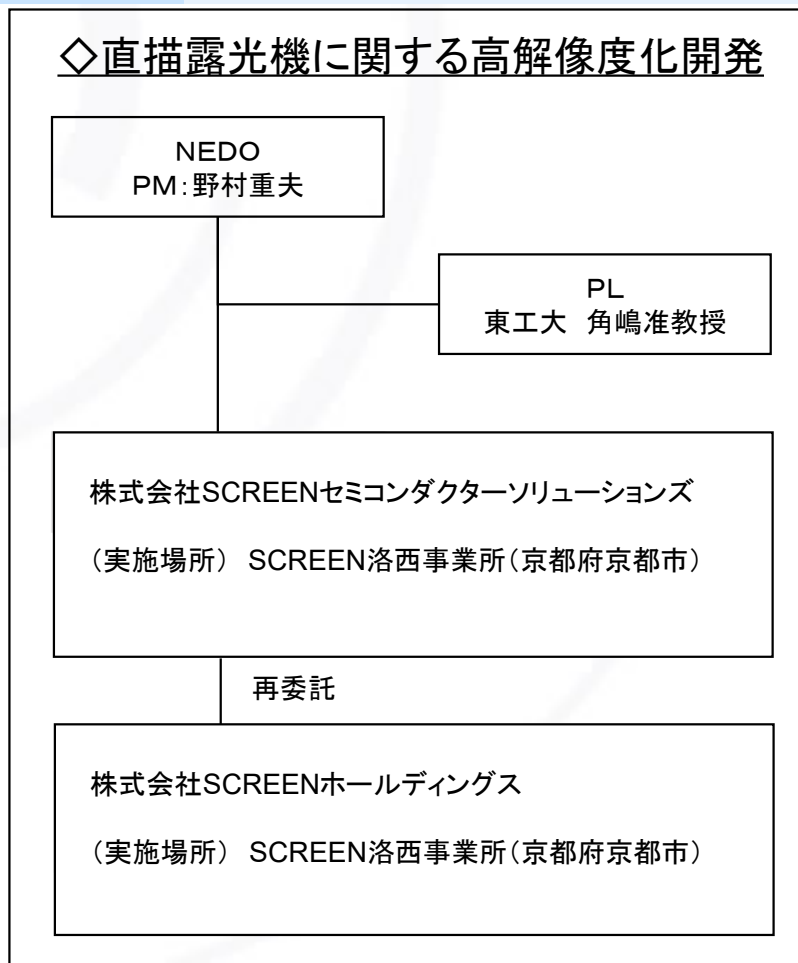 ◇直描露光機に関する高解像度化開発
NEDO
PM：野村重夫
PL
東工大　角嶋准教授
株式会社SCREENセミコンダクターソリューションズ
（実施場所）　SCREEN洛西事業所（京都府京都市）
再委託
株式会社SCREENホールディングス
（実施場所）　SCREEN洛西事業所（京都府京都市）